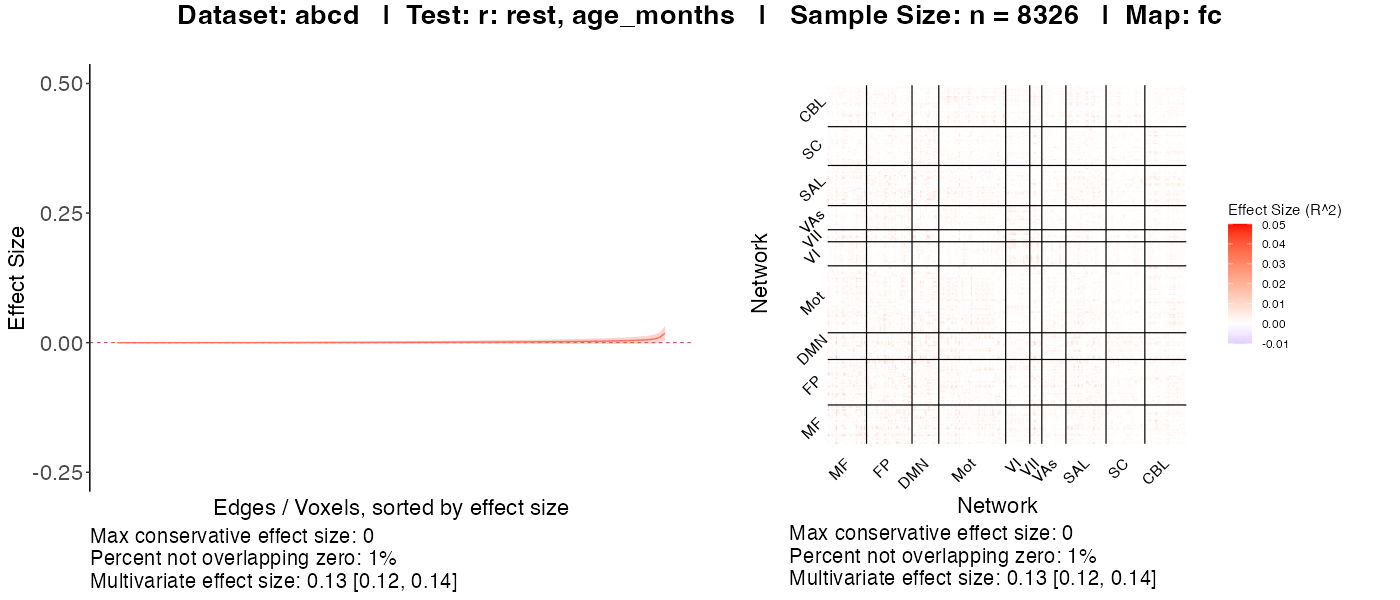 Dataset: abcd | Test: r: rest, age_months | Sample Size: n = 8326 | Map: fc
0.50
0.25
0.00
-0.25
Effect Size
Edges / Voxels, sorted by effect size
Max conservative effect size: 0
Percent not overlapping zero: 1%
Multivariate effect size: 0.13 [0.12, 0.14]
Network
CBL
SC
SAL
VAs
VII
VI
Mot
DMN
FP
MF
MF FP DMN Mot VI VII VAs SAL SC CBL
Network
Max conservative effect size: 0
Percent not overlapping zero: 1%
Multivariate effect size: 0.13 [0.12, 0.14]
Effect Size (R^2)
0.05
0.04
0.03
0.02
0.01
0.00
-0.01